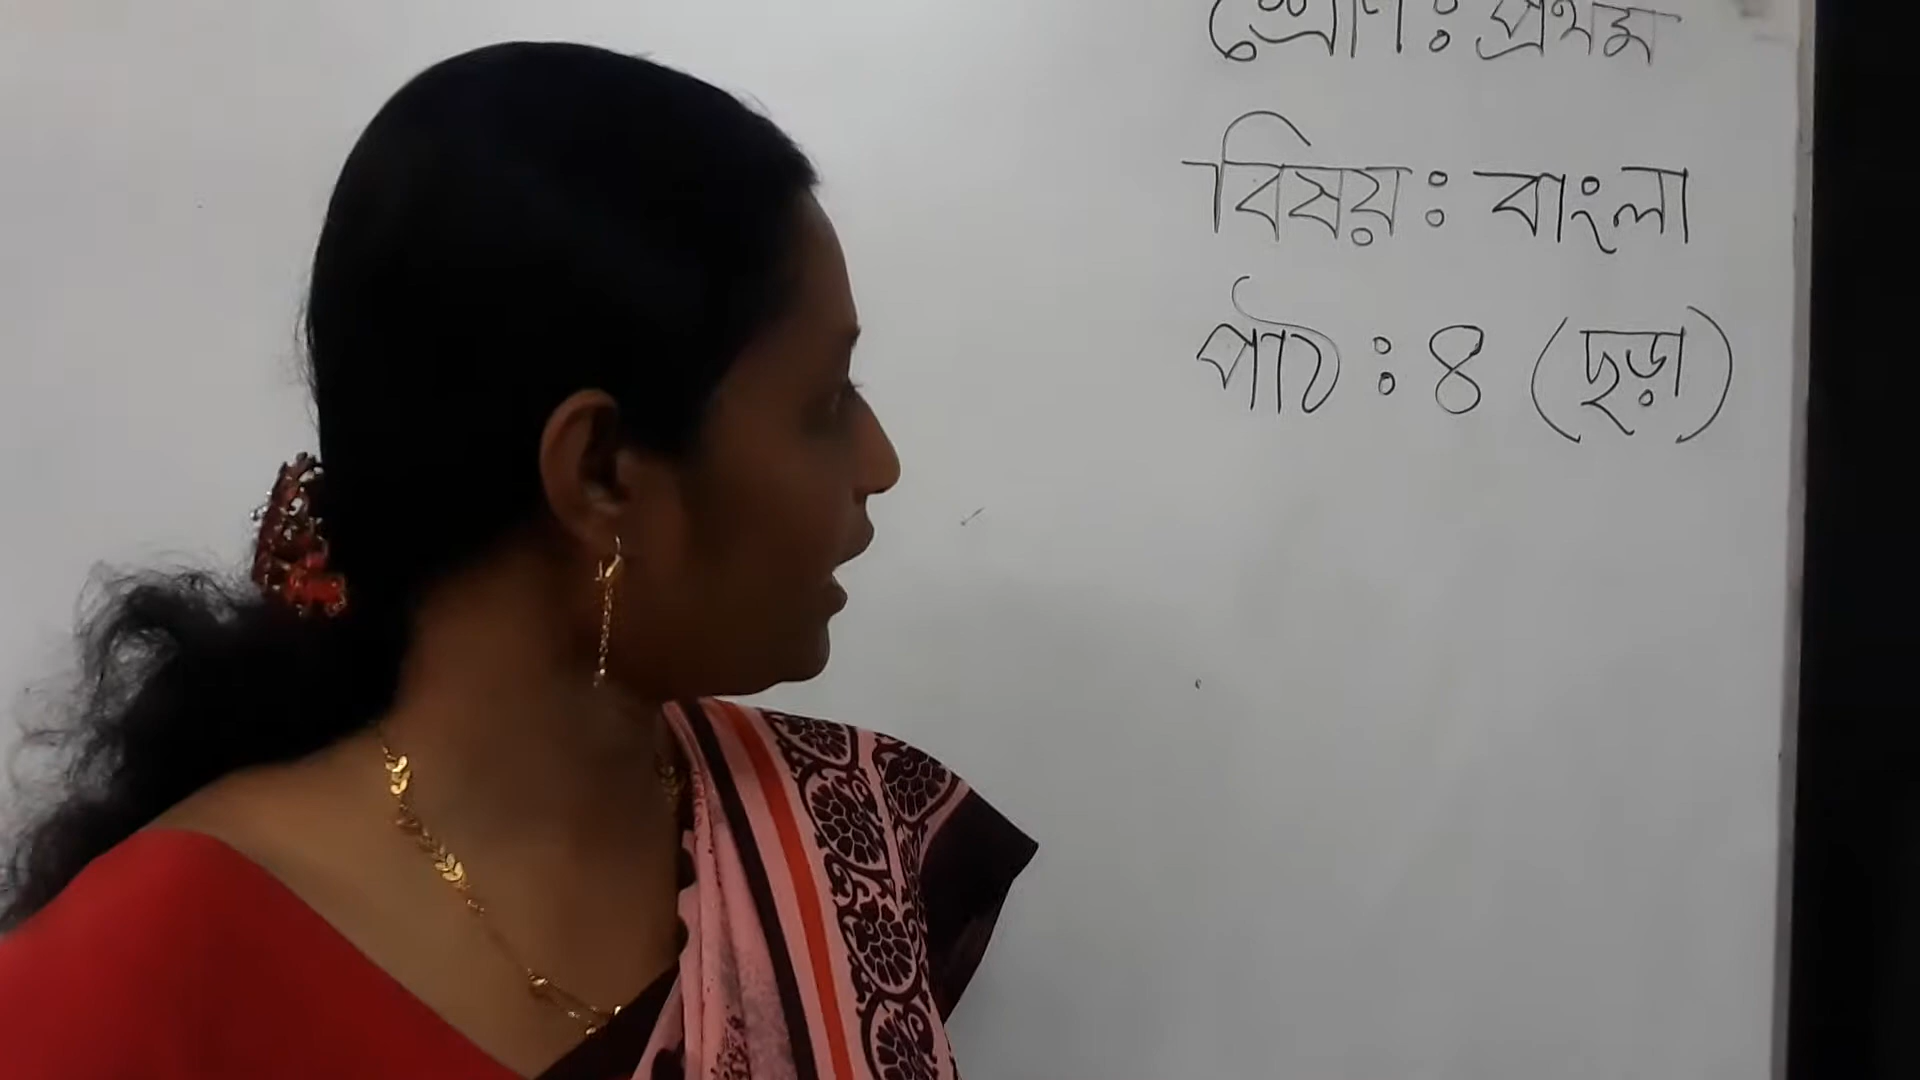 শ্রেণি : প্রথম
বিষয় : বাংলা
পাঠ : ৪ (ছড়া)